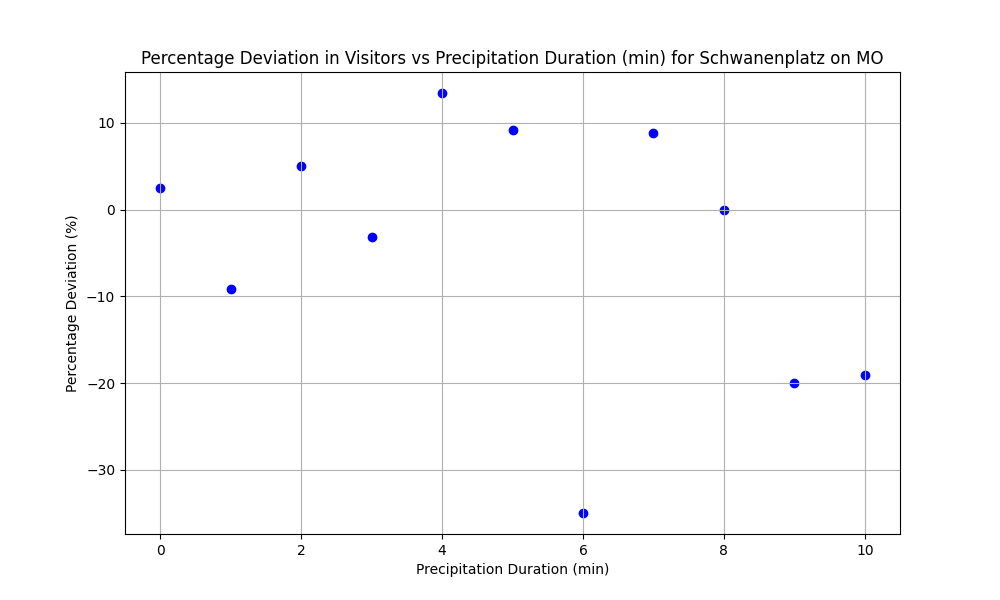 Percentage Deviation in Visitors vs Precipitation Duration (min) for Schwanenplatz on MO
10
0
−10
−20
−30
Percentage Deviation (%)
0 2 4 6 8 10
Precipitation Duration (min)